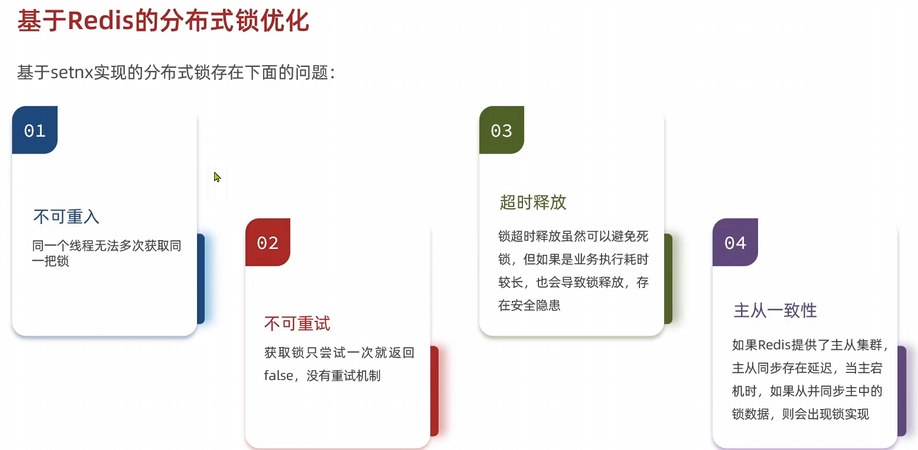 基于Redis的分布式锁优化
基于setnx实现的分布式锁存在下面的问题：
01
不可重入
同一个线程无法多次获取同
一把锁
02
不可重试
获取锁只尝试一次就返回
false，没有重试机制
03
超时释放
锁超时释放虽然可以避免死
锁，但如果是业务执行耗时
较长，也会导致锁释放，存
在安全隐患
04
主从一致性
如果Redis提供了主从集群，
主从同步存在延迟，当主宕
机时，如果从并同步主中的
锁数据，则会出现锁实现